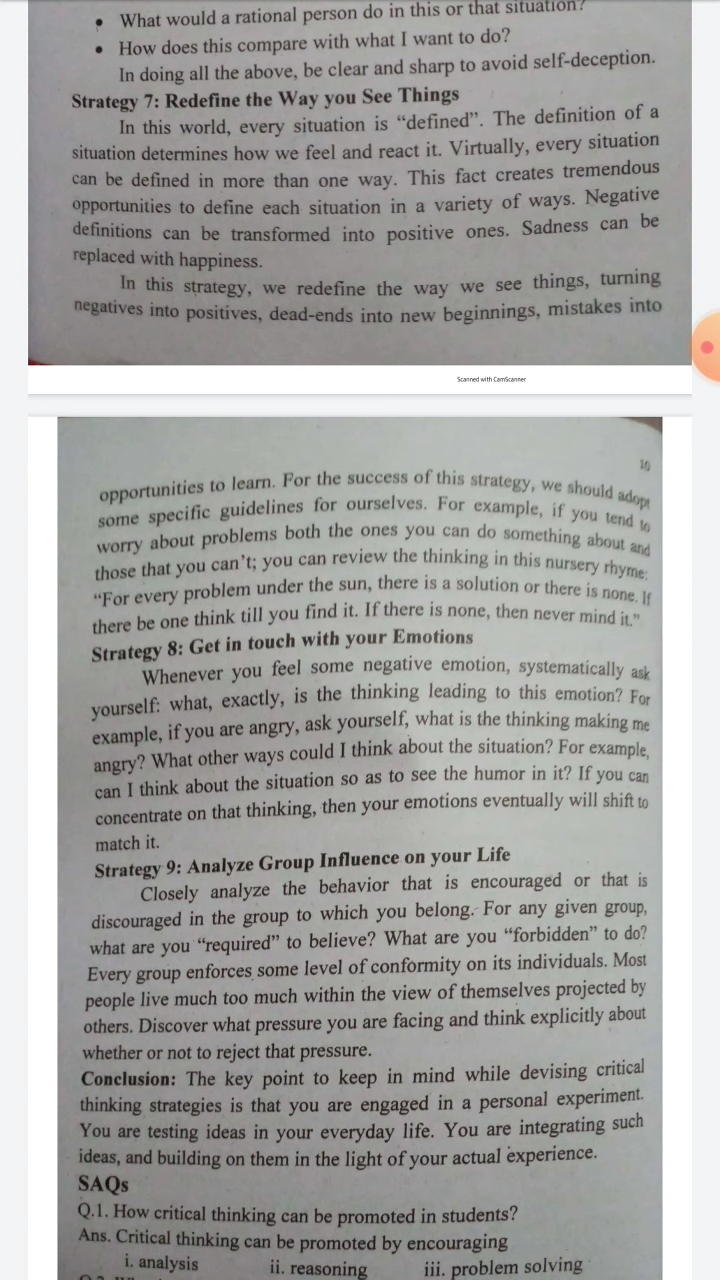 • What would a rational person do in this or that situation?
• How does this compare with what I want to do?
In doing all the above, be clear and sharp to avoid self-deception.
Strategy 7: Redefine the Way you See Things
In this world, every situation is “defined”. The definition of a
situation determines how we feel and react it. Virtually, every situation
can be defined in more than one way. This fact creates tremendous
opportunities to define each situation in a variety of ways. Negative
definitions can be transformed into positive ones. Sadness can be
replaced with happiness.
In this strategy, we redefine the way we see things, turning
negatives into positives, dead-ends into new beginnings, mistakes into
Scanned with CamScanner
10
opportunities to learn. For the success of this strategy, we should adopt
some specific guidelines for ourselves. For example, if you tend to
worry about problems both the ones you can do something about and
those that you can’t; you can review the thinking in this nursery rhyme:
“For every problem under the sun, there is a solution or there is none. If
there be one think till you find it. If there is none, then never mind it.”
Strategy 8: Get in touch with your Emotions
Whenever you feel some negative emotion, systematically ask
yourself: what, exactly, is the thinking leading to this emotion? For
example, if you are angry, ask yourself, what is the thinking making me
angry? What other ways could I think about the situation? For example,
can I think about the situation so as to see the humor in it? If you can
concentrate on that thinking, then your emotions eventually will shift to
match it.
Strategy 9: Analyze Group Influence on your Life
Closely analyze the behavior that is encouraged or that is
discouraged in the group to which you belong. For any given group,
what are you “required” to believe? What are you “forbidden” to do?
Every group enforces some level of conformity on its individuals. Most
people live much too much within the view of themselves projected by
others. Discover what pressure you are facing and think explicitly about
whether or not to reject that pressure.
Conclusion: The key point to keep in mind while devising critical
thinking strategies is that you are engaged in a personal experiment.
You are testing ideas in your everyday life. You are integrating such
ideas, and building on them in the light of your actual experience.
SAQs
Q.1. How critical thinking can be promoted in students?
Ans. Critical thinking can be promoted by encouraging
i. analysis ii. reasoning iii. problem solving